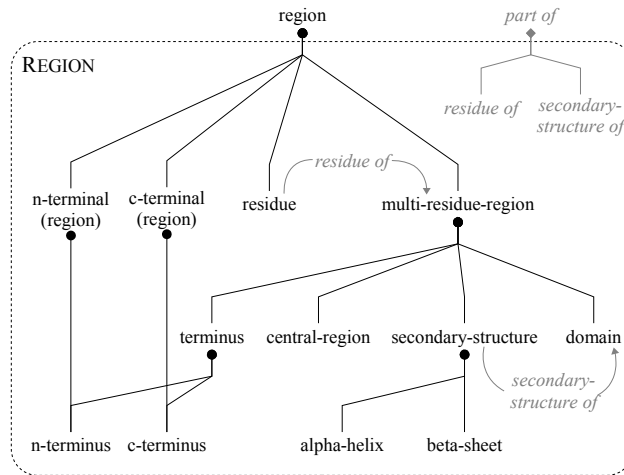 region
part of
REGION
residue of
secondary-
structure of
residue of
n-terminal
(region)
c-terminal
(region)
residue
multi-residue-region
terminus
central-region
secondary-structure
domain
secondary-
structure of
n-terminus
c-terminus
alpha-helix
beta-sheet